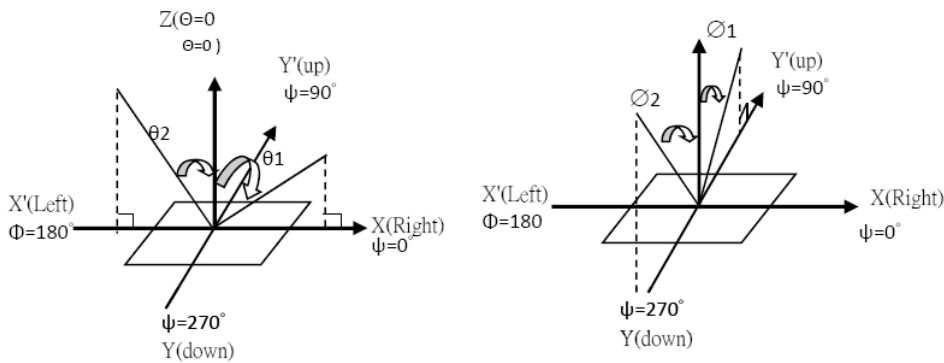 Z(Θ=0
Θ=0 )
Y'(up)
ψ=90°
θ2
θ1
X'(Left)
Φ=180°
X(Right)
ψ=0°
ψ=270°
Y(down)
∅1
Y'(up)
ψ=90°
∅2
X'(Left)
Φ=180
X(Right)
ψ=0°
ψ=270°
Y(down)